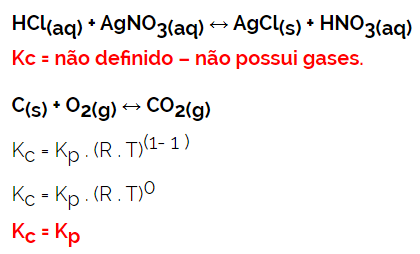 HCl(aq) + AgNO3(aq) ↔ AgCl(s) + HNO3(aq)
Kc = não definido – não possui gases.
C(s) + O2(g) ↔ CO2(g)
Kc = Kp . (R . T)(1- 1 )
Kc = Kp . (R . T)0
Kc = Kp